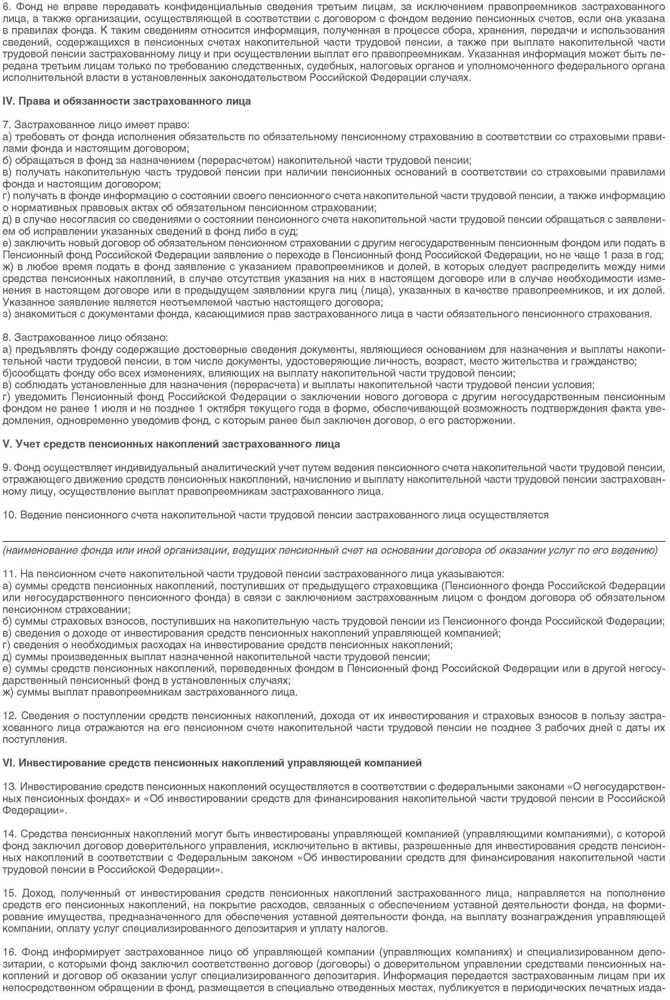 6. Фонд не вправе передавать конфиденциальные сведения третьим лицам, за исключением правопреемников застрахованного
лица, а также организации, осуществляющей в соответствии с договором с фондом ведение пенсионных счетов, если она указана
в правилах фонда. К таким сведениям относится информация, полученная в процессе сбора, хранения, передачи и использования
сведений, содержащихся в пенсионных счетах накопительной части трудовой пенсии, а также при выплате накопительной части
трудовой пенсии застрахованному лицу и при осуществлении выплат его правопреемникам. Указанная информация может быть пе-
редана третьим лицам только по требованию следственных, судебных, налоговых органов и уполномоченного федерального органа
исполнительной власти в установленных законодательством Российской Федерации случаях.
IV. Права и обязанности застрахованного лица
7. Застрахованное лицо имеет право:
а) требовать от фонда исполнения обязательств по обязательному пенсионному страхованию в соответствии со страховыми прави-
лами фонда и настоящим договором;
б) обращаться в фонд за назначением (перерасчетом) накопительной части трудовой пенсии;
в) получать накопительную часть трудовой пенсии при наличии пенсионных оснований в соответствии со страховыми правилами
фонда и настоящим договором;
г) получать в фонде информацию о состоянии своего пенсионного счета накопительной части трудовой пенсии, а также информацию
о нормативных правовых актах об обязательном пенсионном страховании;
д) в случае несогласия со сведениями о состоянии пенсионного счета накопительной части трудовой пенсии обращаться с заявлени-
ем об исправлении указанных сведений в фонд либо в суд;
е) заключить новый договор об обязательном пенсионном страховании с другим негосударственным пенсионным фондом или подать в
Пенсионный фонд Российской Федерации заявление о переходе в Пенсионный фонд Российской Федерации, но не чаще 1 раза в год;
ж) в любое время подать в фонд заявление с указанием правопреемников и долей, в которых следует распределить между ними
средства пенсионных накоплений, в случае отсутствия указания на них в настоящем договоре или в случае необходимости изме-
нения в настоящем договоре или в предыдущем заявлении круга лиц (лица), указанных в качестве правопреемников, и их долей.
Указанное заявление является неотъемлемой частью настоящего договора;
з) знакомиться с документами фонда, касающимися прав застрахованного лица в части обязательного пенсионного страхования.
8. Застрахованное лицо обязано:
а) предъявлять фонду содержащие достоверные сведения документы, являющиеся основанием для назначения и выплаты накопи-
тельной части трудовой пенсии, в том числе документы, удостоверяющие личность, возраст, место жительства и гражданство;
б)сообщать фонду обо всех изменениях, влияющих на выплату накопительной части трудовой пенсии;
в) соблюдать установленные для назначения (перерасчета) и выплаты накопительной части трудовой пенсии условия;
г) уведомить Пенсионный фонд Российской Федерации о заключении нового договора с другим негосударственным пенсионным
фондом не ранее 1 июля и не позднее 1 октября текущего года в форме, обеспечивающей возможность подтверждения факта уве-
домления, одновременно уведомив фонд, с которым ранее был заключен договор, о его расторжении.
V. Учет средств пенсионных накоплений застрахованного лица
9. Фонд осуществляет индивидуальный аналитический учет путем ведения пенсионного счета накопительной части трудовой пенсии,
отражающего движение средств пенсионных накоплений, начисление и выплату накопительной части трудовой пенсии застрахован-
ному лицу, осуществление выплат правопреемникам застрахованного лица.
10. Ведение пенсионного счета накопительной части трудовой пенсии застрахованного лица осуществляется
(наименование фонда или иной организации, ведущих пенсионный счет на основании договора об оказании услуг по его ведению)
11. На пенсионном счете накопительной части трудовой пенсии застрахованного лица указываются:
а) суммы средств пенсионных накоплений, поступивших от предыдущего страховщика (Пенсионного фонда Российской Федерации
или негосударственного пенсионного фонда) в связи с заключением застрахованным лицом с фондом договора об обязательном
пенсионном страховании;
б) суммы страховых взносов, поступивших на накопительную часть трудовой пенсии из Пенсионного фонда Российской Федерации;
в) сведения о доходе от инвестирования средств пенсионных накоплений управляющей компанией;
г) сведения о необходимых расходах на инвестирование средств пенсионных накоплений;
д) суммы произведенных выплат назначенной накопительной части трудовой пенсии;
е) суммы средств пенсионных накоплений, переведенных фондом в Пенсионный фонд Российской Федерации или в другой негосу-
дарственный пенсионный фонд в установленных случаях;
ж) суммы выплат правопреемникам застрахованного лица.
12. Сведения о поступлении средств пенсионных накоплений, дохода от их инвестирования и страховых взносов в пользу застра-
хованного лица отражаются на его пенсионном счете накопительной части трудовой пенсии не позднее 3 рабочих дней с даты их
поступления.
VI. Инвестирование средств пенсионных накоплений управляющей компанией
13. Инвестирование средств пенсионных накоплений осуществляется в соответствии с федеральными законами «О негосударствен-
ных пенсионных фондах» и «Об инвестировании средств для финансирования накопительной части трудовой пенсии в Российской
Федерации».
14. Средства пенсионных накоплений могут быть инвестированы управляющей компанией (управляющими компаниями), с которой
фонд заключил договор доверительного управления, исключительно в активы, разрешенные для инвестирования средств пенсион-
ных накоплений в соответствии с Федеральным законом «Об инвестировании средств для финансирования накопительной части
трудовой пенсии в Российской Федерации».
15. Доход, полученный от инвестирования средств пенсионных накоплений застрахованного лица, направляется на пополнение
средств его пенсионных накоплений, на покрытие расходов, связанных с обеспечением уставной деятельности фонда, на форми-
рование имущества, предназначенного для обеспечения уставной деятельности фонда, на выплату вознаграждения управляющей
компании, оплату услуг специализированного депозитария и уплату налогов.
16. Фонд информирует застрахованное лицо об управляющей компании (управляющих компаниях) и специализированном депо-
зитарии, с которыми фонд заключил соответственно договор (договоры) о доверительном управлении средствами пенсионных на-
коплений и договор об оказании услуг специализированного депозитария. Информация передается застрахованным лицам при их
непосредственном обращении в фонд, размещается в специально отведенных местах, публикуется в периодических печатных изда-